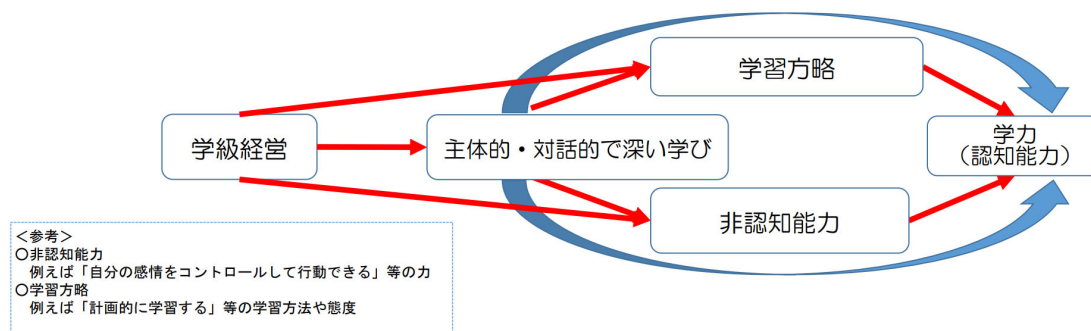 学習方略
学級経営
主体的・対話的で深い学び
学力
(認知能力)
非認知能力
<参考>
〇非認知能力
例えば「自分の感情をコントロールして行動できる」等の力
〇学習方略
例えば「計画的に学習する」等の学習方法や態度